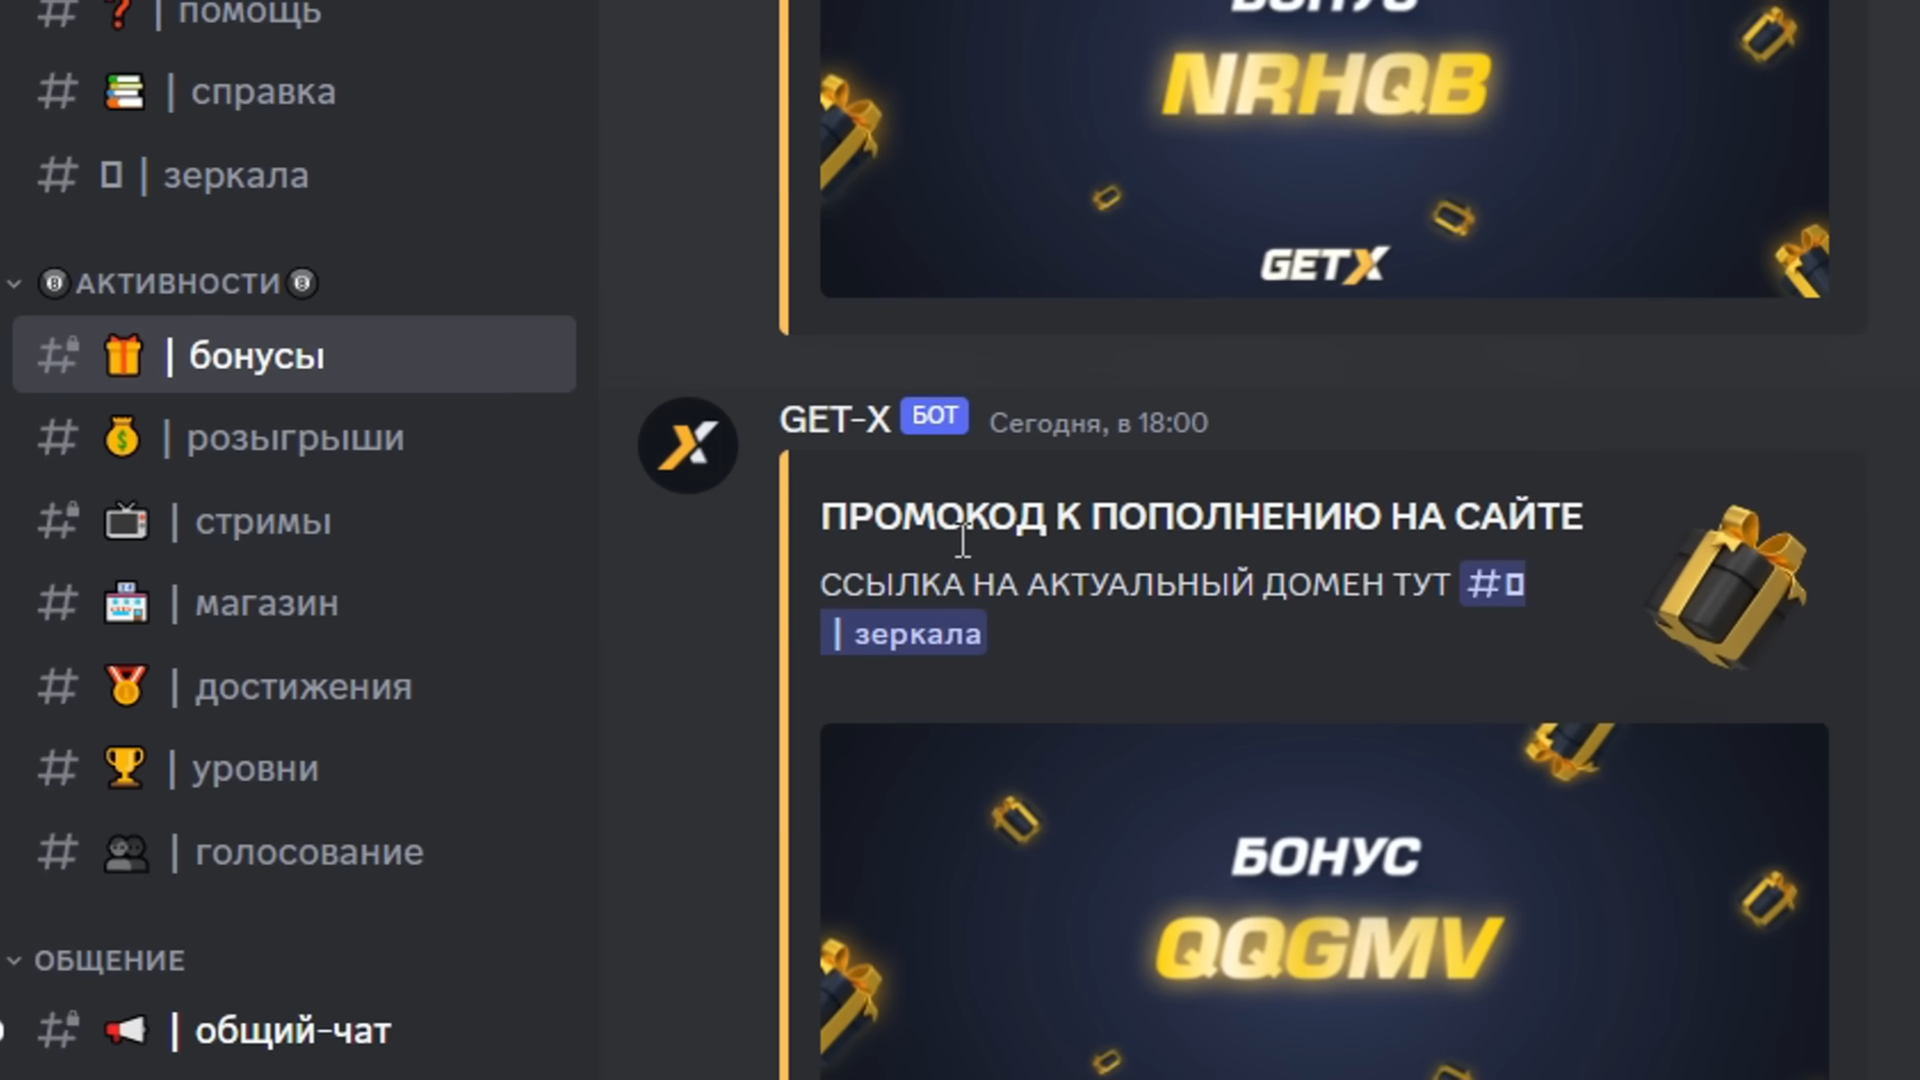 # | помощь
# | справка
# | зеркала
АКТИВНОСТИ
# | бонусы
# | розыгрыши
# | стримы
# | магазин
# | достижения
# | уровни
# | голосование
ОБЩЕНИЕ
# | общий-чат
БОНУС
NRHQB
GETX
GET-X БОТ Сегодня, в 18:00
ПРОМОКОД К ПОПОЛНЕНИЮ НА САЙТЕ
ССЫЛКА НА АКТУАЛЬНЫЙ ДОМЕН ТУТ #
| зеркала
БОНУС
QQGMV